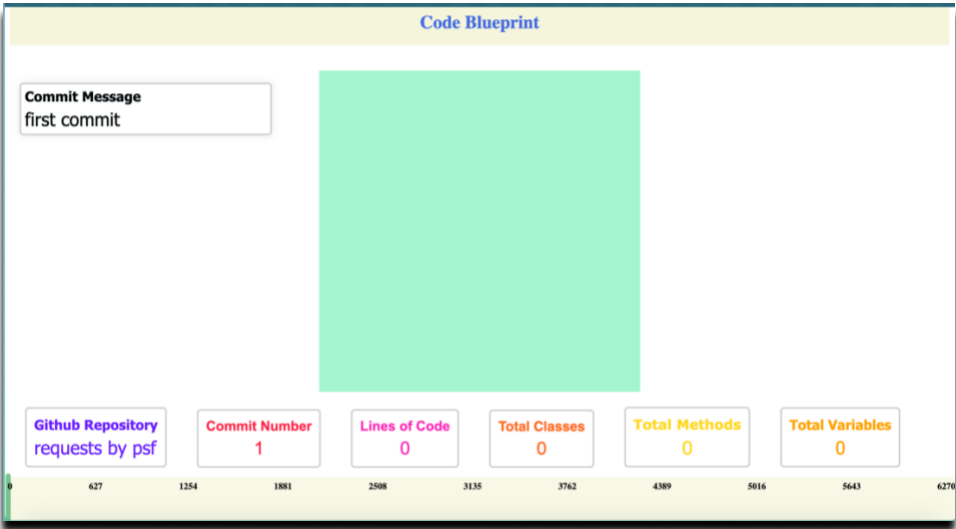 Code Blueprint
Commit Message
first commit
Github Repository
requests by psf
Commit Number
1
Lines of Code
0
Total Classes
0
Total Methods
0
Total Variables
0
0 627 1254 1881 2508 3135 3762 4389 5016 5643 6270